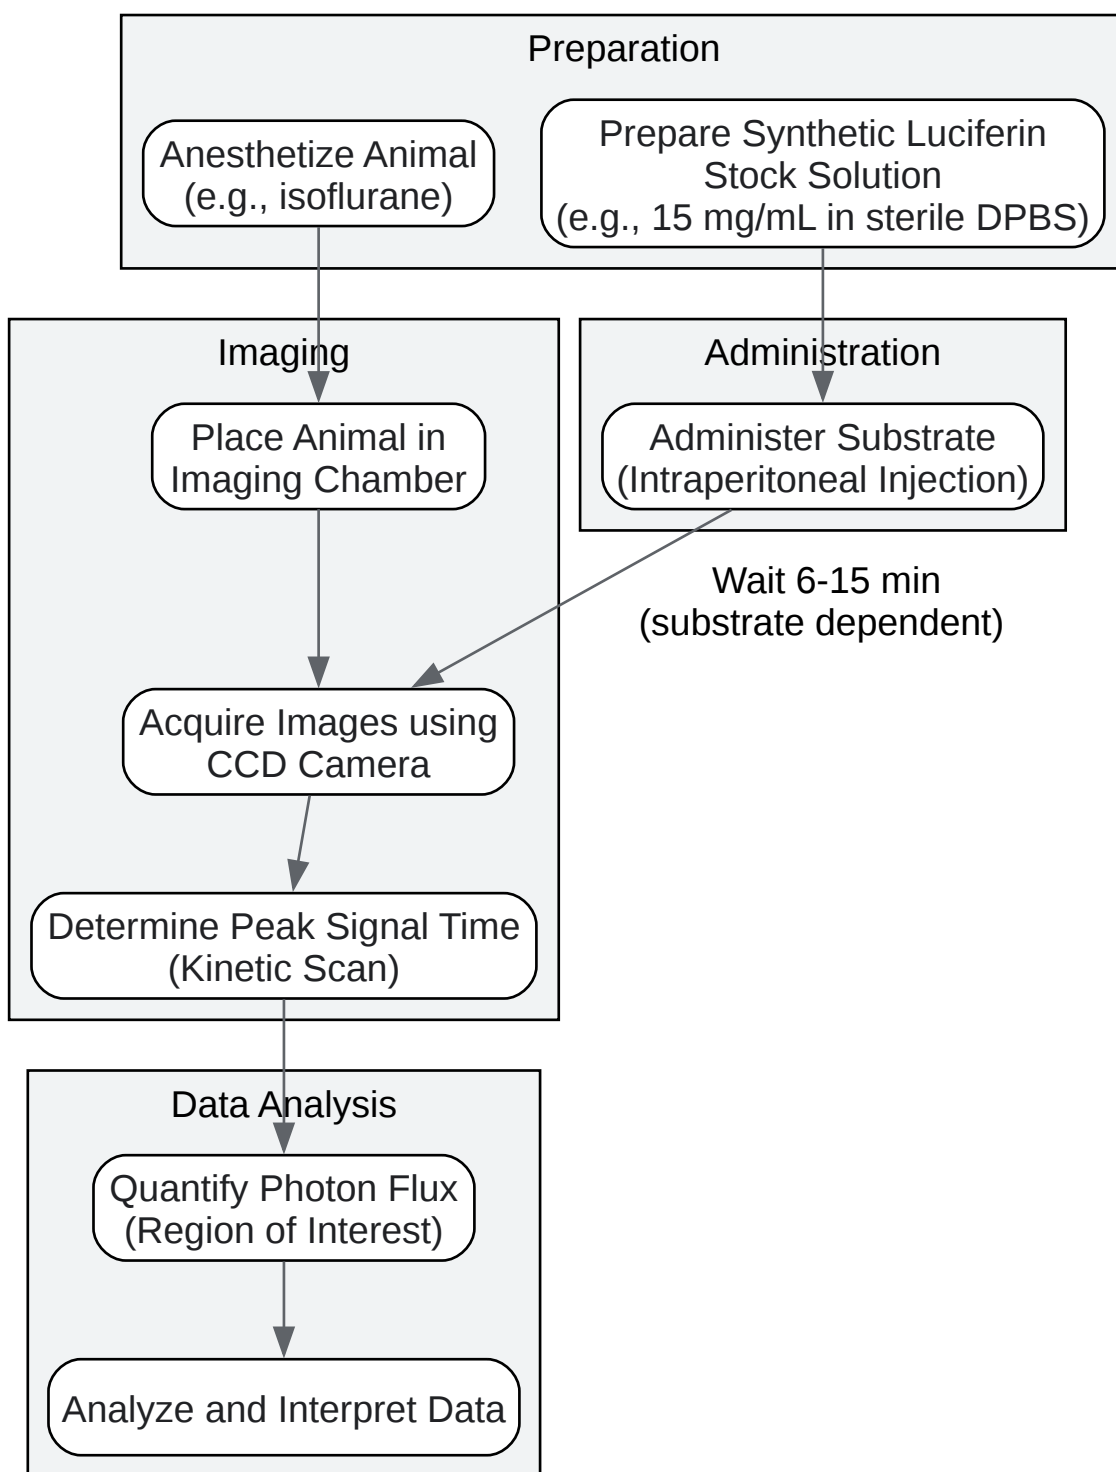 Preparation
Anesthetize Animal
(e.g., isoflurane)
Prepare Synthetic Luciferin
Stock Solution
(e.g., 15 mg/mL in sterile DPBS)
Imaging
Administration
Place Animal in
Imaging Chamber
Administer Substrate
(Intraperitoneal Injection)
Wait 6-15 min
(substrate dependent)
Acquire Images using
CCD Camera
Determine Peak Signal Time
(Kinetic Scan)
Data Analysis
Quantify Photon Flux
(Region of Interest)
Analyze and Interpret Data